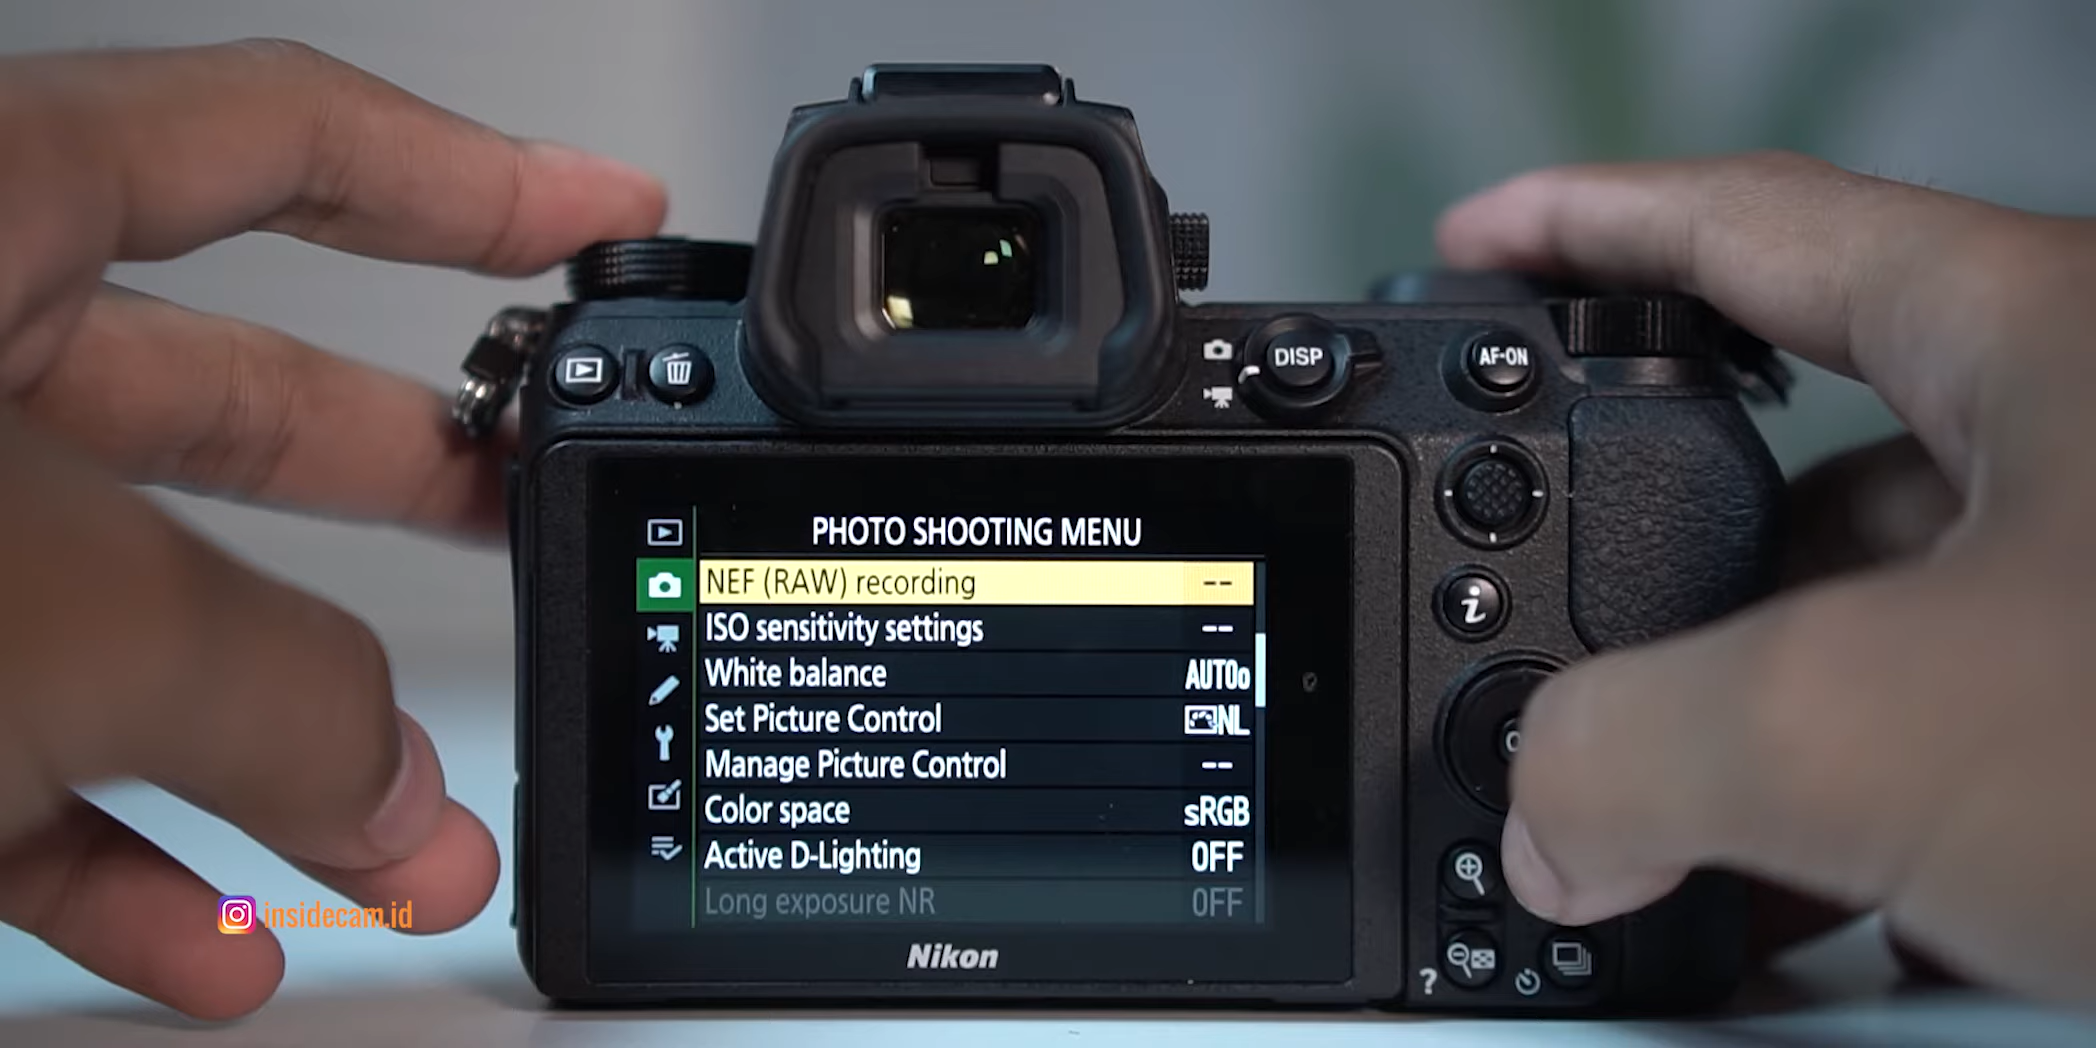 DISP
AF-ON
PHOTO SHOOTING MENU
NEF (RAW) recording --
ISO sensitivity settings --
White balance AUTO0
Set Picture Control NL
Manage Picture Control --
Color space sRGB
Active D-Lighting OFF
Long exposure NR OFF
i
Nikon
?
insidecam.id